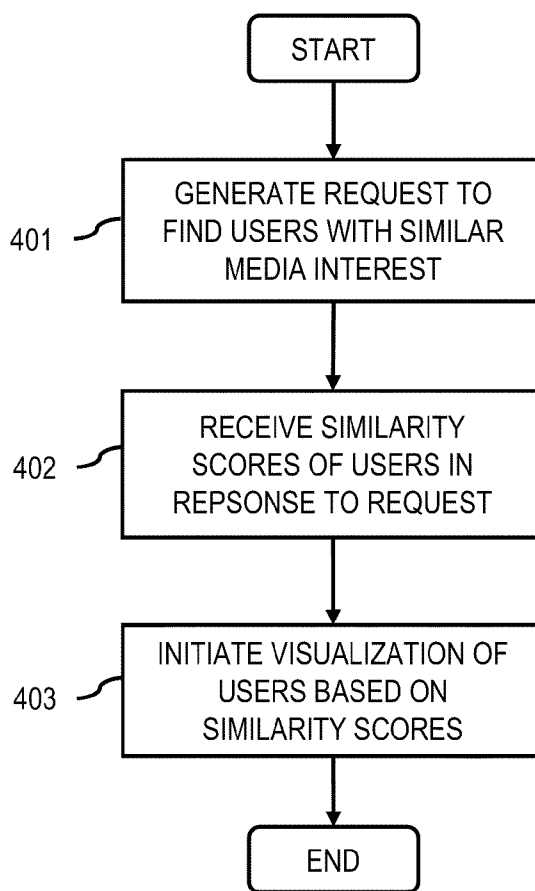 START
401
GENERATE REQUEST TO
FIND USERS WITH SIMILAR
MEDIA INTEREST
402
RECEIVE SIMILARITY
SCORES OF USERS IN
REPSONSE TO REQUEST
403
INITIATE VISUALIZATION OF
USERS BASED ON
SIMILARITY SCORES
END